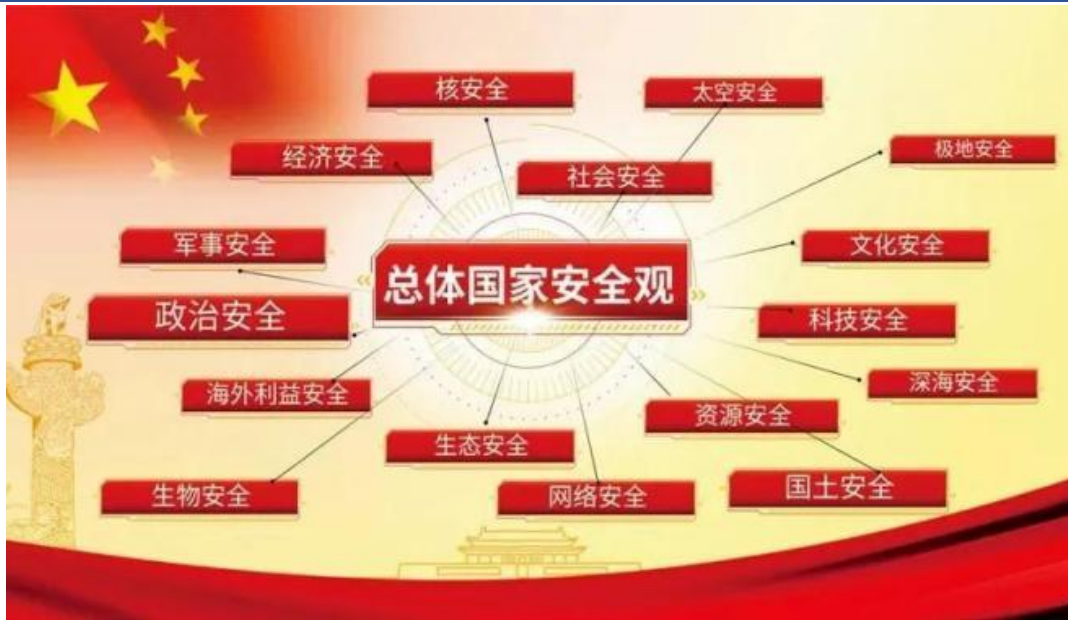 核安全
太空安全
极地安全
经济安全
社会安全
军事安全
文化安全
总体国家安全观
政治安全
科技安全
海外利益安全
深海安全
资源安全
生态安全
生物安全
网络安全
国土安全